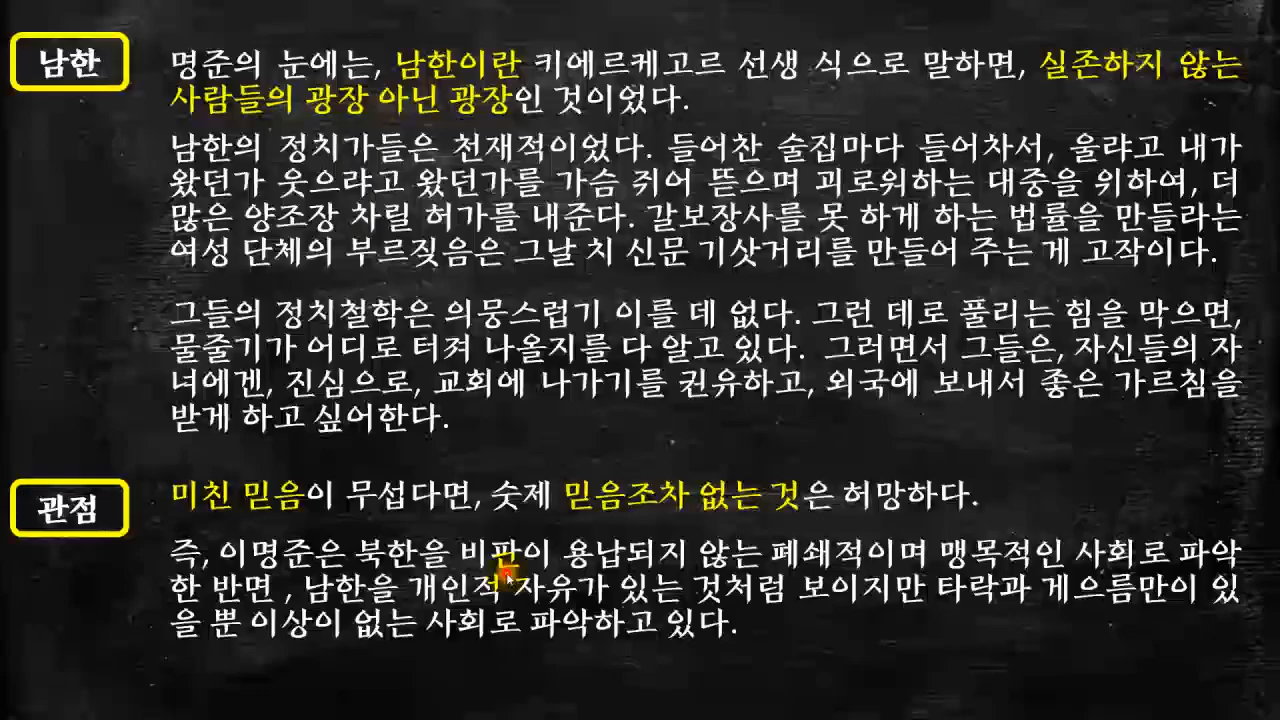 남한
명준의 눈에는, 남한이란 키에르케고르 선생 식으로 말하면, 실존하지 않는
사람들의 광장 아닌 광장인 것이었다.
남한의 정치가들은 천재적이었다. 들어찬 술집마다 들어차서, 울랴고 내가
왔던가 웃으랴고 왔던가를 가슴 쥐어 뜯으며 괴로위하는 대중을 위하여, 더
많은 양조장 차릴 허가를 내준다. 갈보장사를 못 하게 하는 법률을 만들라는
여성 단체의 부르짖음은 그날 치 신문 기삿거리를 만들어 주는 게 고작이다.
그들의 정치철학은 의뭉스럽기 이를 데 없다. 그런 데로 풀리는 힘을 막으면,
물줄기가 어디로 터져 나올지를 다 알고 있다. 그러면서 그들은, 자신들의 자
녀에겐, 진심으로, 교회에 나가기를 권유하고, 외국에 보내서 좋은 가르침을
받게 하고 싶어한다.
관점
미친 믿음이 무섭다면, 숫제 믿음조차 없는 것은 허망하다.
즉, 이명준은 북한을 비판이 용납되지 않는 폐쇄적이며 맹목적인 사회로 파악
한 반면 , 남한을 개인적 자유가 있는 것처럼 보이지만 타락과 게으름만이 있
을 뿐 이상이 없는 사회로 파악하고 있다.